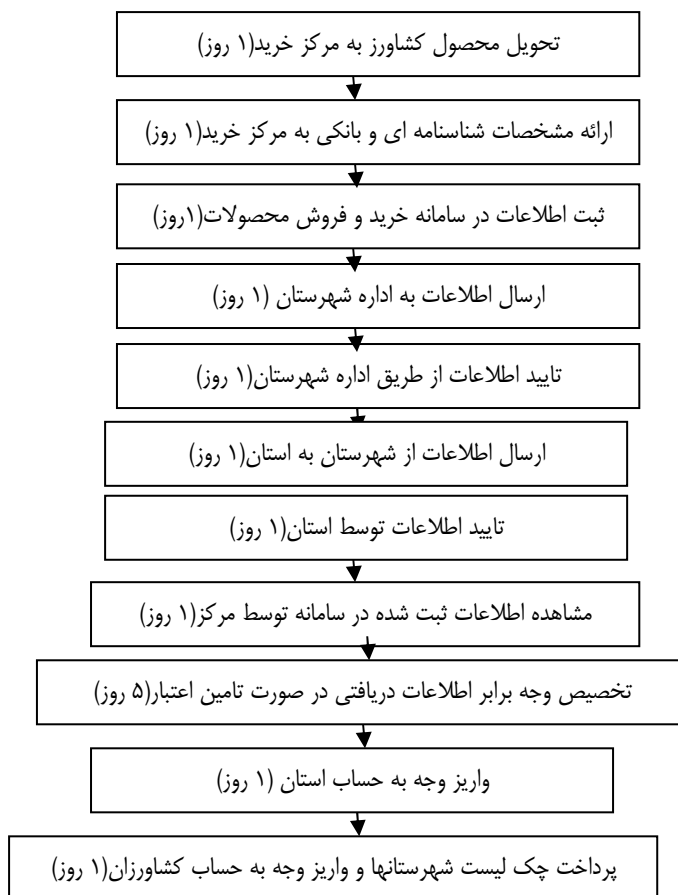 تحویل محصول کشاورز به مرکز خرید(۱ روز)
ارائه مشخصات شناسنامه ای و بانکی به مرکز خرید(۱ روز)
ثبت اطلاعات در سامانه خرید و فروش محصولات(۱روز)
ارسال اطلاعات به اداره شهرستان (۱ روز)
تایید اطلاعات از طریق اداره شهرستان(۱ روز)
ارسال اطلاعات از شهرستان به استان(۱ روز)
تایید اطلاعات توسط استان(۱ روز)
مشاهده اطلاعات ثبت شده در سامانه توسط مرکز(۱ روز)
تخصیص وجه برابر اطلاعات دریافتی در صورت تامین اعتبار(۵ روز)
واریز وجه به حساب استان (۱ روز)
پرداخت چک لیست شهرستانها و واریز وجه به حساب کشاورزان(۱ روز)